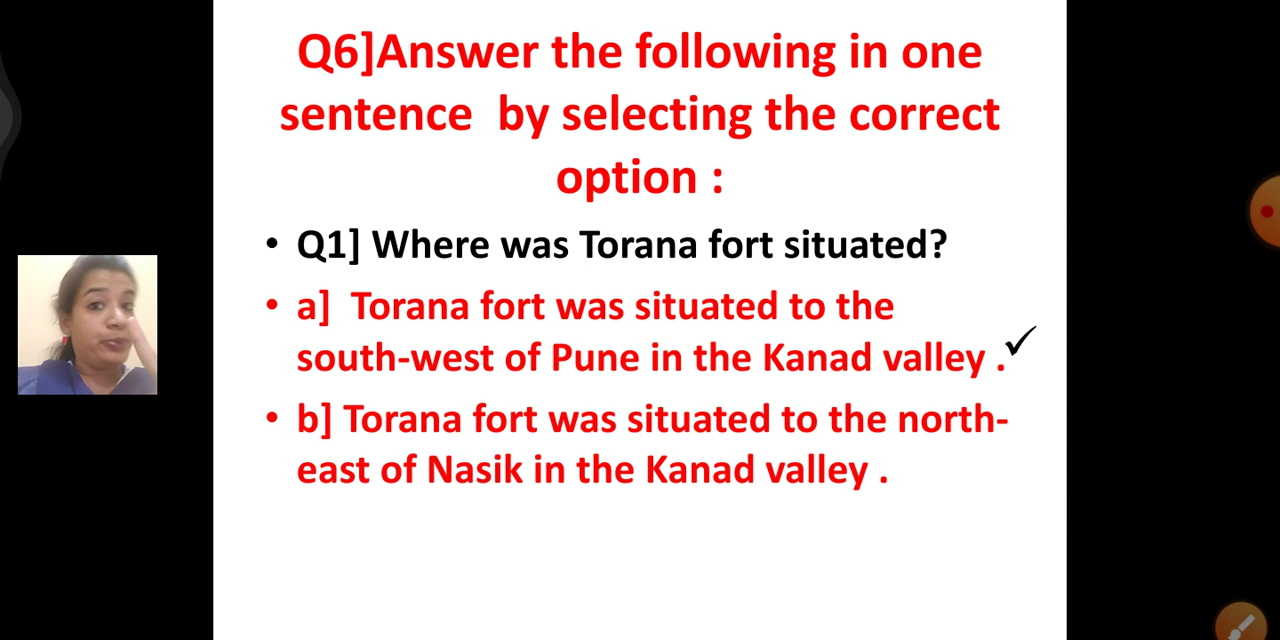 Q6]Answer the following in one
sentence  by selecting the correct
option :
• Q1] Where was Torana fort situated?
• a]  Torana fort was situated to the
south-west of Pune in the Kanad valley . ✓
• b] Torana fort was situated to the north-
east of Nasik in the Kanad valley .